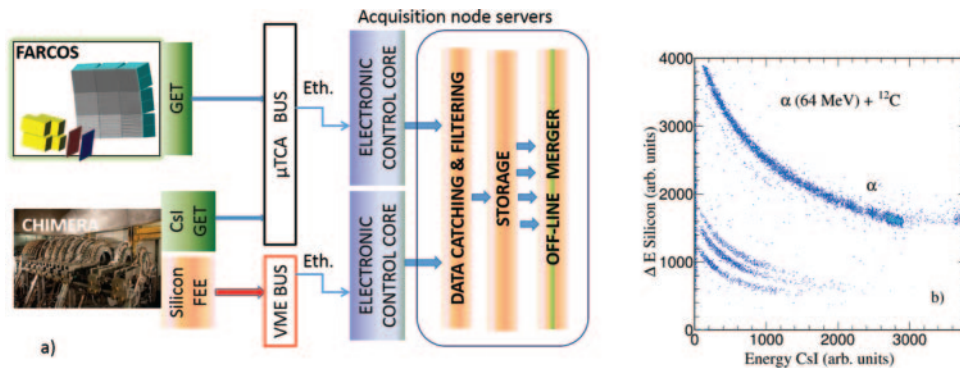 Acquisition node servers
FARCOS
GET
μTCA BUS
Eth.
ELECTRONIC
CONTROL CORE
DATA CATCHING & FILTERING
STORAGE
OFF-LINE MERGER
CHIMERA
CsI
GET
Silicon
FEE
VME BUS
Eth.
ELECTRONIC
CONTROL CORE
a)
4000
3000
2000
1000
0
0
1000
2000
3000
Δ E Silicon (arb. units)
Energy CsI (arb. units)
α (64 MeV) + ¹²C
α
b)